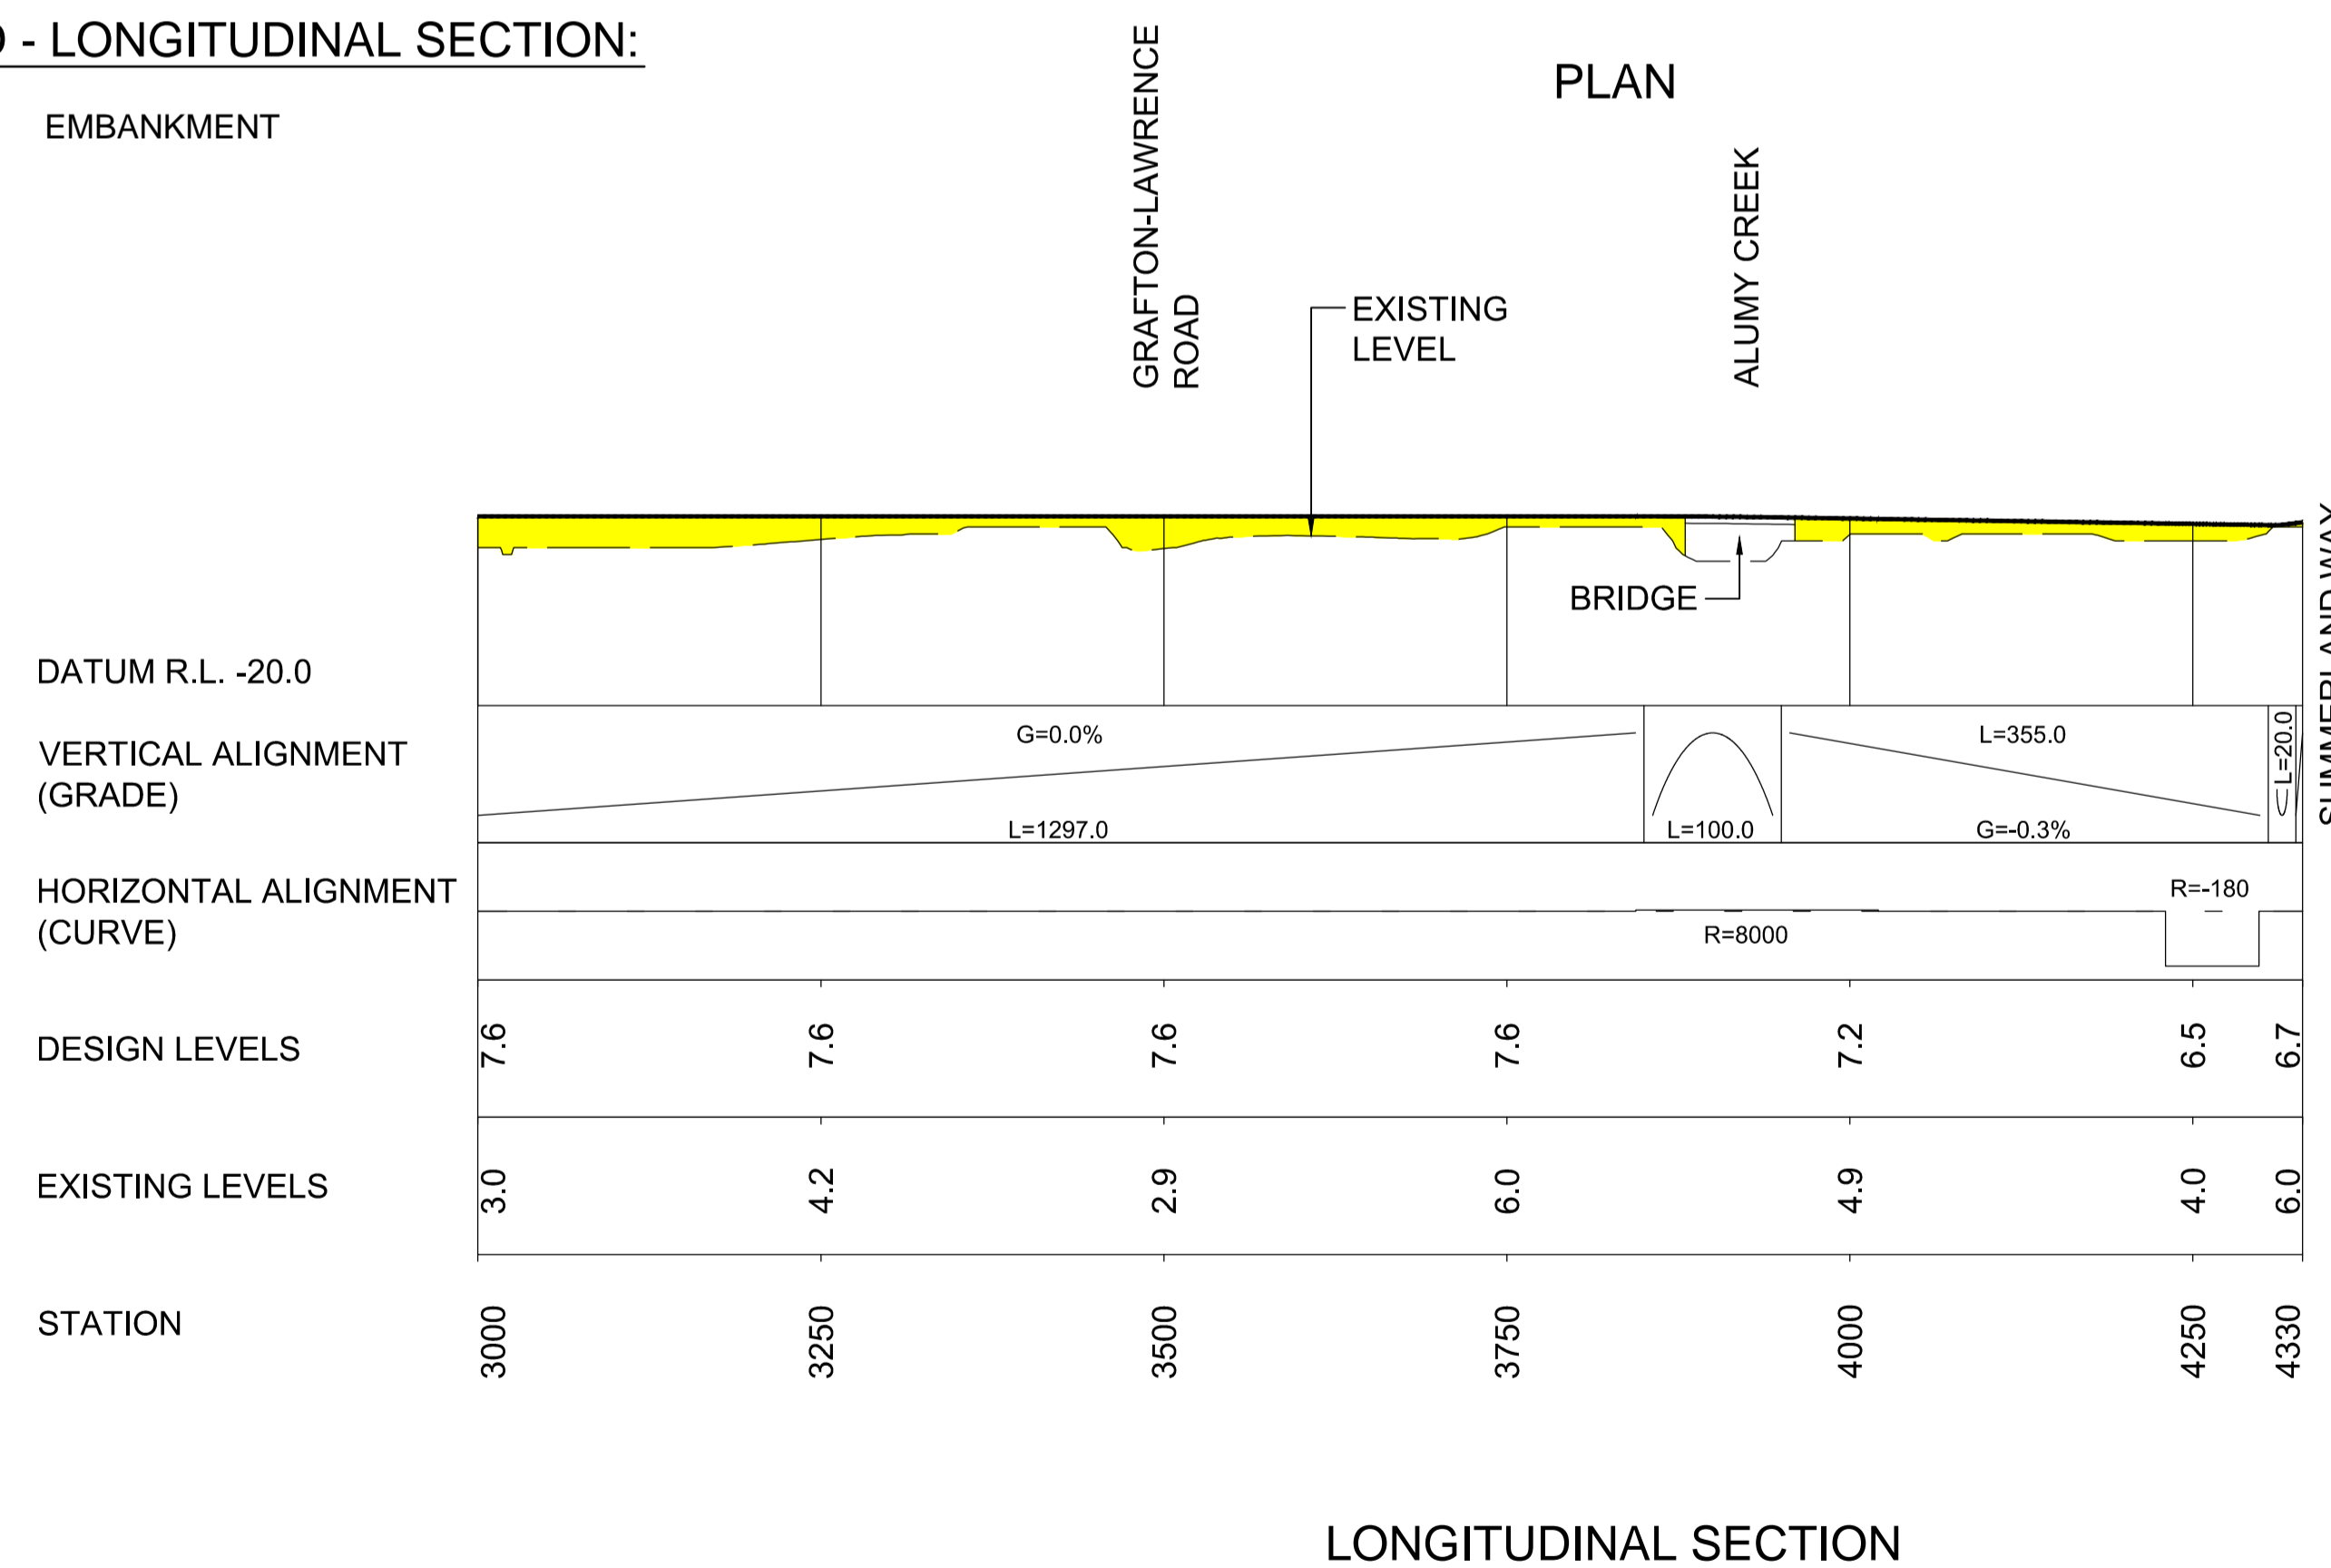 - LONGITUDINAL SECTION:
PLAN
EMBANKMENT
GRAFTON-LAWRENCE
ROAD
ALUMY CREEK
EXISTING
LEVEL
BRIDGE
SUMMERLAND WAY
DATUM R.L. -20.0
VERTICAL ALIGNMENT
(GRADE)
G=0.0%
L=1297.0
L=100.0
L=355.0
G=-0.3%
L=20.0
HORIZONTAL ALIGNMENT
(CURVE)
R=8000
R=-180
DESIGN LEVELS
7.6
7.6
7.6
7.6
7.2
6.5
6.7
EXISTING LEVELS
3.0
4.2
2.9
6.0
4.9
4.0
6.0
STATION
3000
3250
3500
3750
4000
4250
4330
LONGITUDINAL SECTION